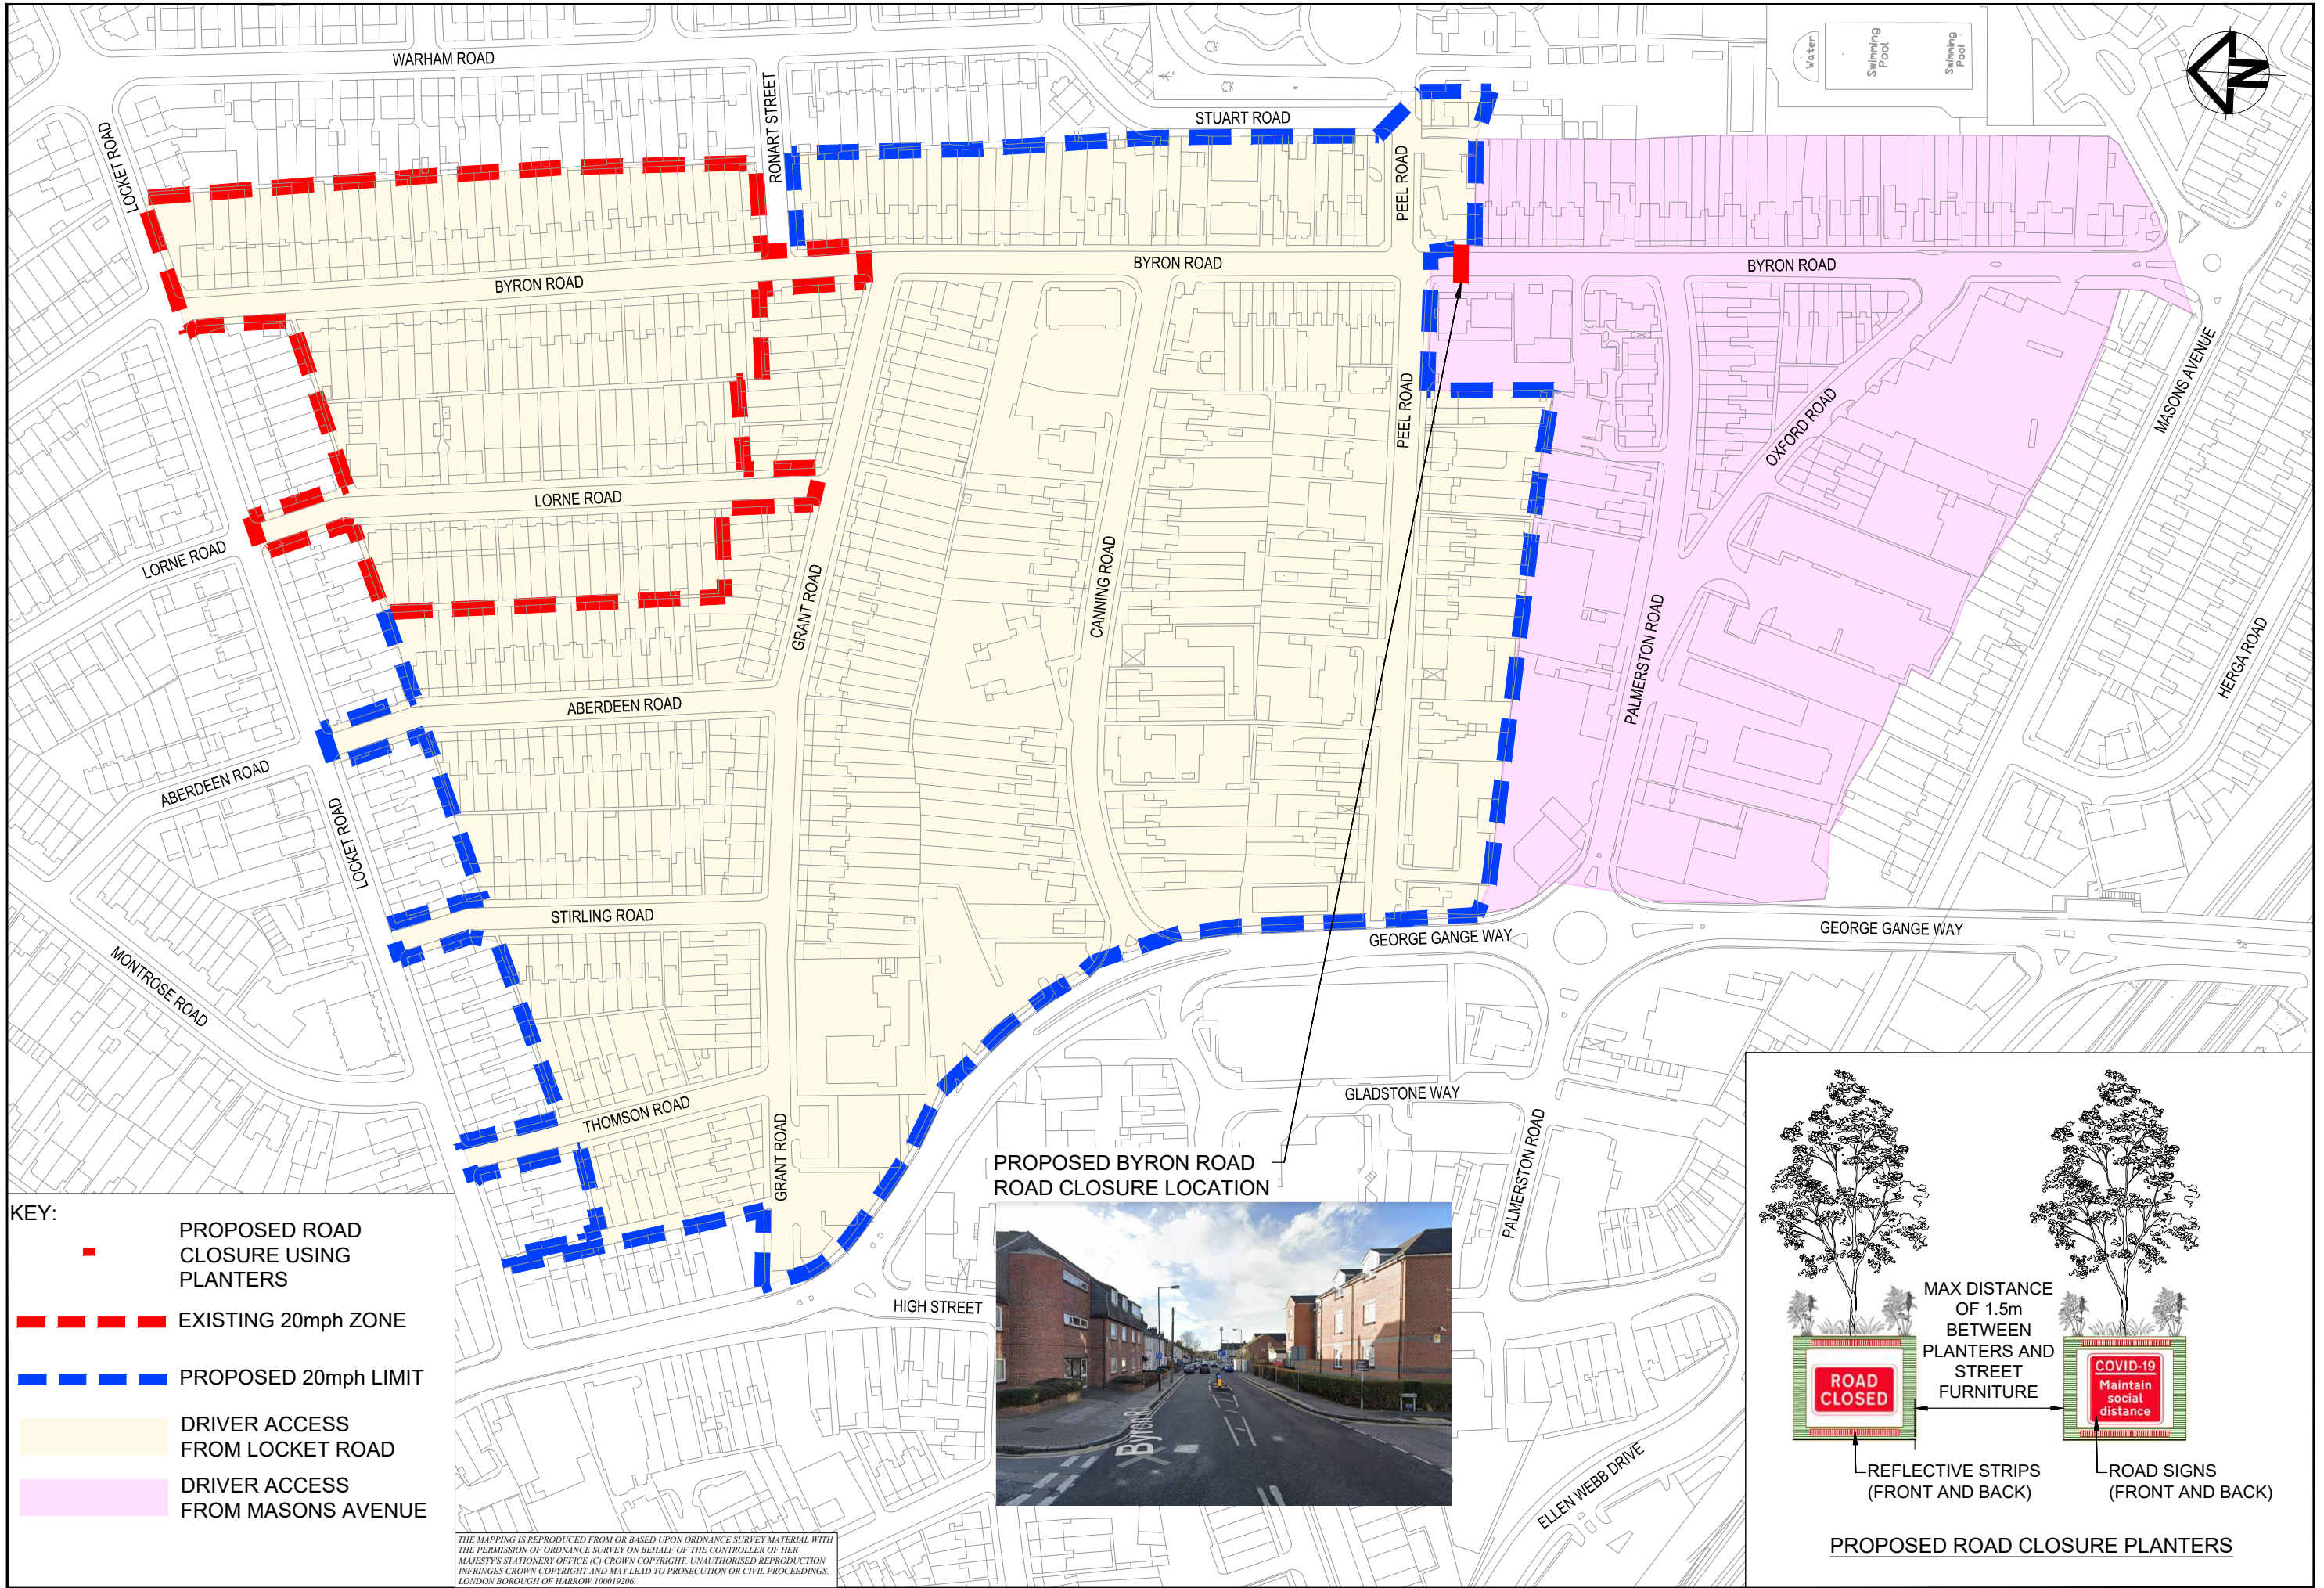 WARHAM ROAD
Water
Swimming
Pool
Swimming
Pool
N
LOCKET ROAD
RONART STREET
STUART ROAD
PEEL ROAD
BYRON ROAD
BYRON ROAD
BYRON ROAD
MASONS AVENUE
PEEL ROAD
OXFORD ROAD
LORNE ROAD
LORNE ROAD
GRANT ROAD
CANNING ROAD
PALMERSTON ROAD
HERGA ROAD
ABERDEEN ROAD
ABERDEEN ROAD
LOCKET ROAD
STIRLING ROAD
GEORGE GANGE WAY
GEORGE GANGE WAY
MONTROSE ROAD
THOMSON ROAD
GRANT ROAD
GLADSTONE WAY
PALMERSTON ROAD
HIGH STREET
ELLEN WEBB DRIVE
PROPOSED BYRON ROAD
ROAD CLOSURE LOCATION
Byron Rd
KEY:
PROPOSED ROAD
CLOSURE USING
PLANTERS
EXISTING 20mph ZONE
PROPOSED 20mph LIMIT
DRIVER ACCESS
FROM LOCKET ROAD
DRIVER ACCESS
FROM MASONS AVENUE
THE MAPPING IS REPRODUCED FROM OR BASED UPON ORDNANCE SURVEY MATERIAL WITH
THE PERMISSION OF ORDNANCE SURVEY ON BEHALF OF THE CONTROLLER OF HER
MAJESTY'S STATIONERY OFFICE (C) CROWN COPYRIGHT. UNAUTHORISED REPRODUCTION
INFRINGES CROWN COPYRIGHT AND MAY LEAD TO PROSECUTION OR CIVIL PROCEEDINGS.
LONDON BOROUGH OF HARROW 100019206.
MAX DISTANCE
OF 1.5m
BETWEEN
PLANTERS AND
STREET
FURNITURE
ROAD
CLOSED
COVID-19
Maintain
social
distance
REFLECTIVE STRIPS
(FRONT AND BACK)
ROAD SIGNS
(FRONT AND BACK)
PROPOSED ROAD CLOSURE PLANTERS